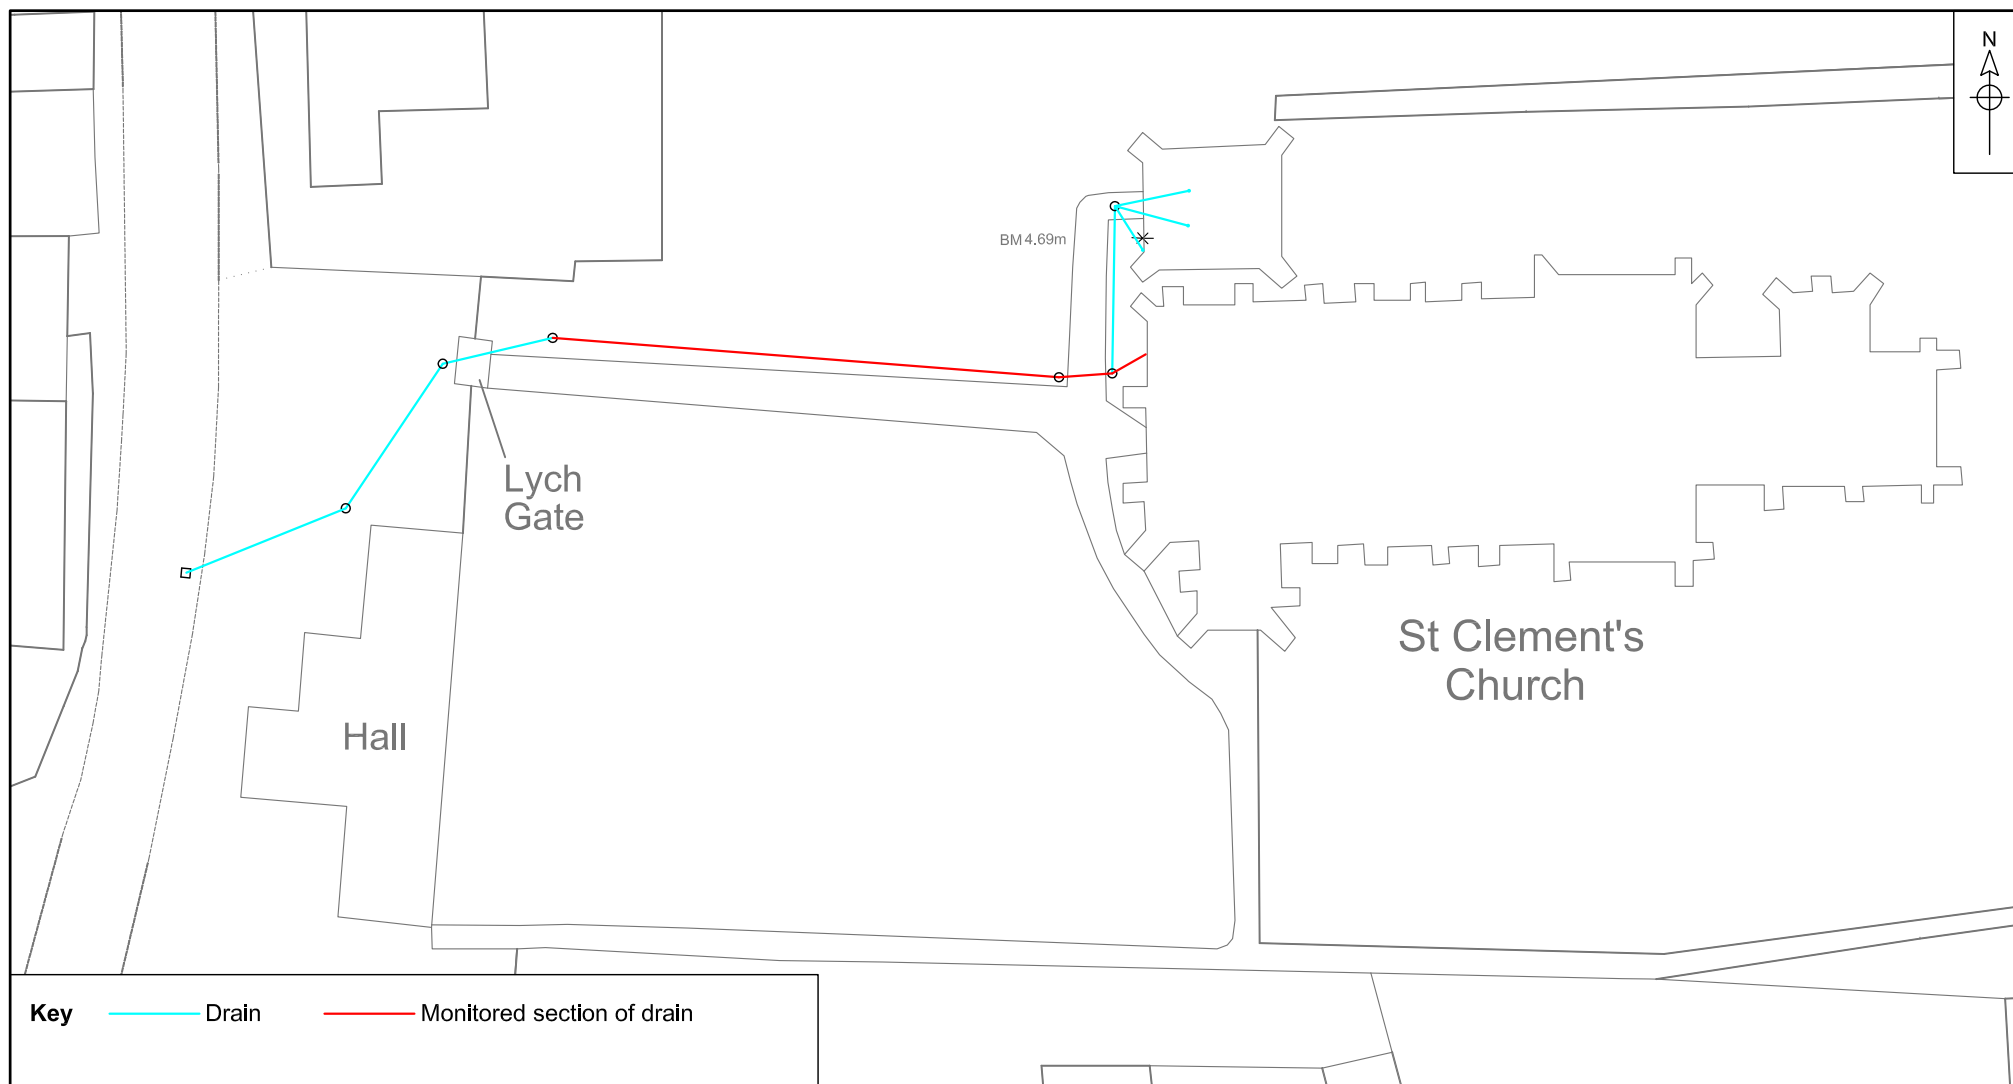 N
BM 4.69m
Lych
Gate
St Clement's
Church
Hall
Key
Drain
Monitored section of drain